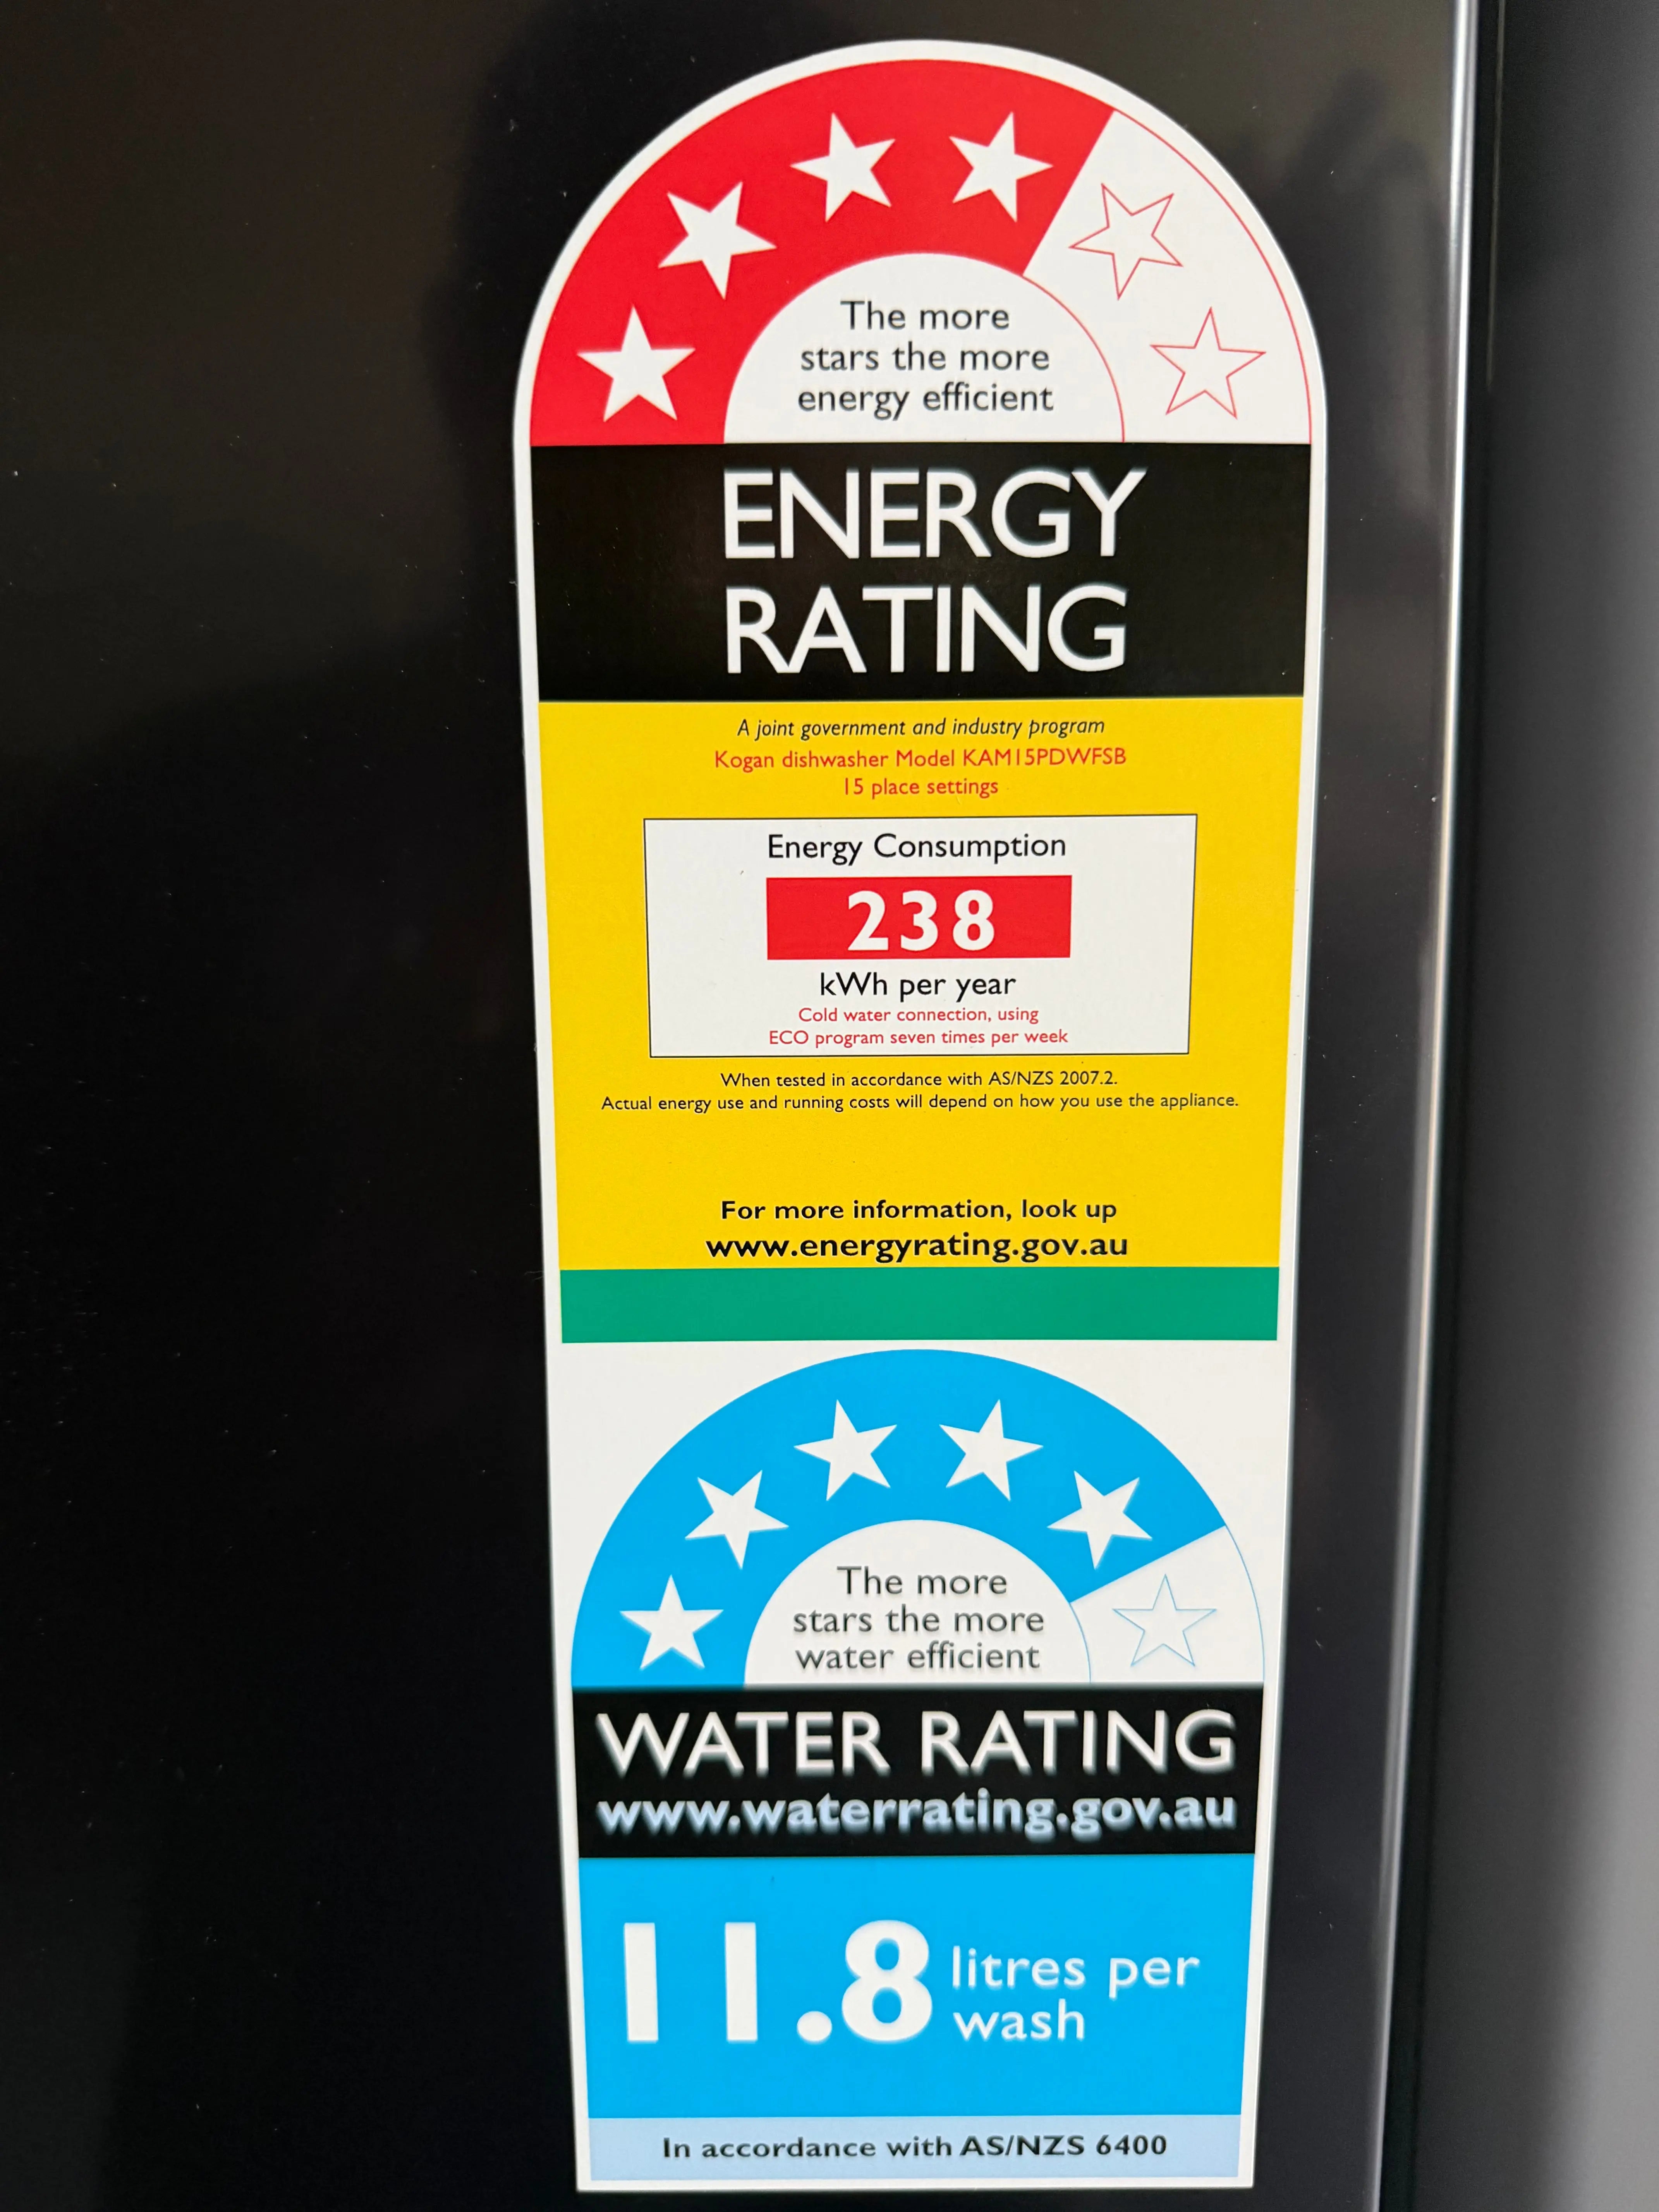 The more
stars the more
energy efficient
ENERGY
RATING
A joint government and industry program
Kogan dishwasher Model KAM15PDWFSB
15 place settings
Energy Consumption
238
kWh per year
Cold water connection, using
ECO program seven times per week
When tested in accordance with AS/NZS 2007.2.
Actual energy use and running costs will depend on how you use the appliance.
For more information, look up
www.energyrating.gov.au
The more
stars the more
water efficient
WATER RATING
www.waterrating.gov.au
11.8 litres per
wash
In accordance with AS/NZS 6400